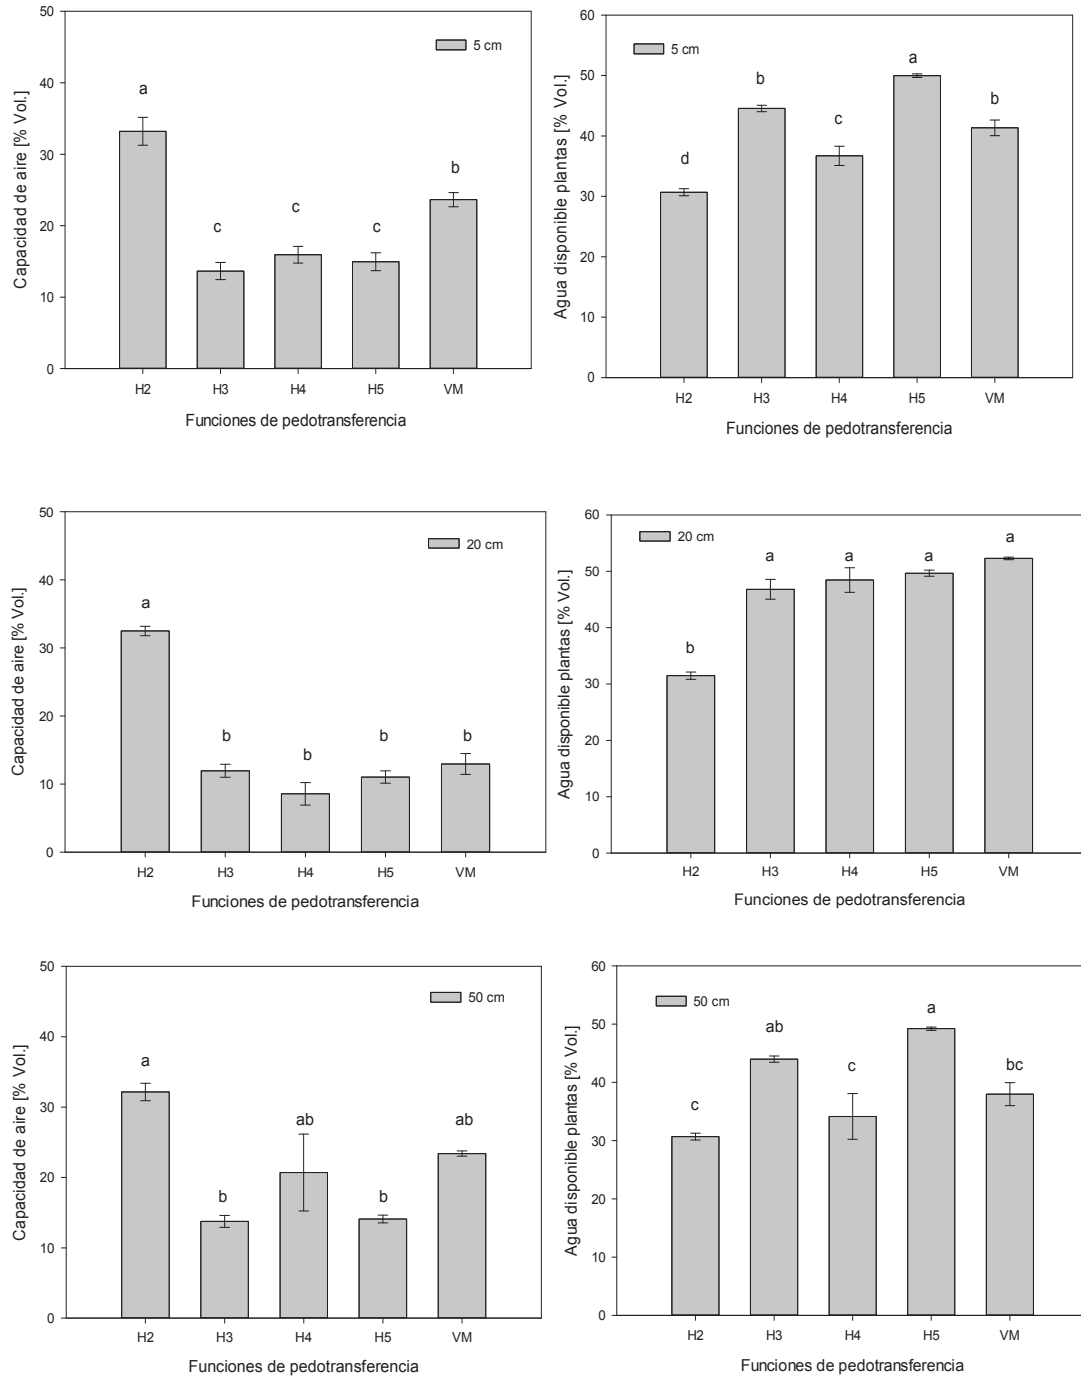 Capacidad de aire [% Vol.]
50
40
30
20
10
0
5 cm
a
c
c
c
b
H2
H3
H4
H5
VM
Funciones de pedotransferencia
Agua disponible plantas [% Vol.]
60
50
40
30
20
10
0
5 cm
d
b
c
a
b
H2
H3
H4
H5
VM
Funciones de pedotransferencia
Capacidad de aire [% Vol.]
50
40
30
20
10
0
20 cm
a
b
b
b
b
H2
H3
H4
H5
VM
Funciones de pedotransferencia
Agua disponible plantas [% Vol.]
60
50
40
30
20
10
0
20 cm
b
a
a
a
a
H2
H3
H4
H5
VM
Funciones de pedotransferencia
Capacidad de aire [% Vol.]
50
40
30
20
10
0
50 cm
a
b
ab
b
ab
H2
H3
H4
H5
VM
Funciones de pedotransferencia
Agua disponible plantas [% Vol.]
60
50
40
30
20
10
0
50 cm
c
ab
c
a
bc
H2
H3
H4
H5
VM
Funciones de pedotransferencia